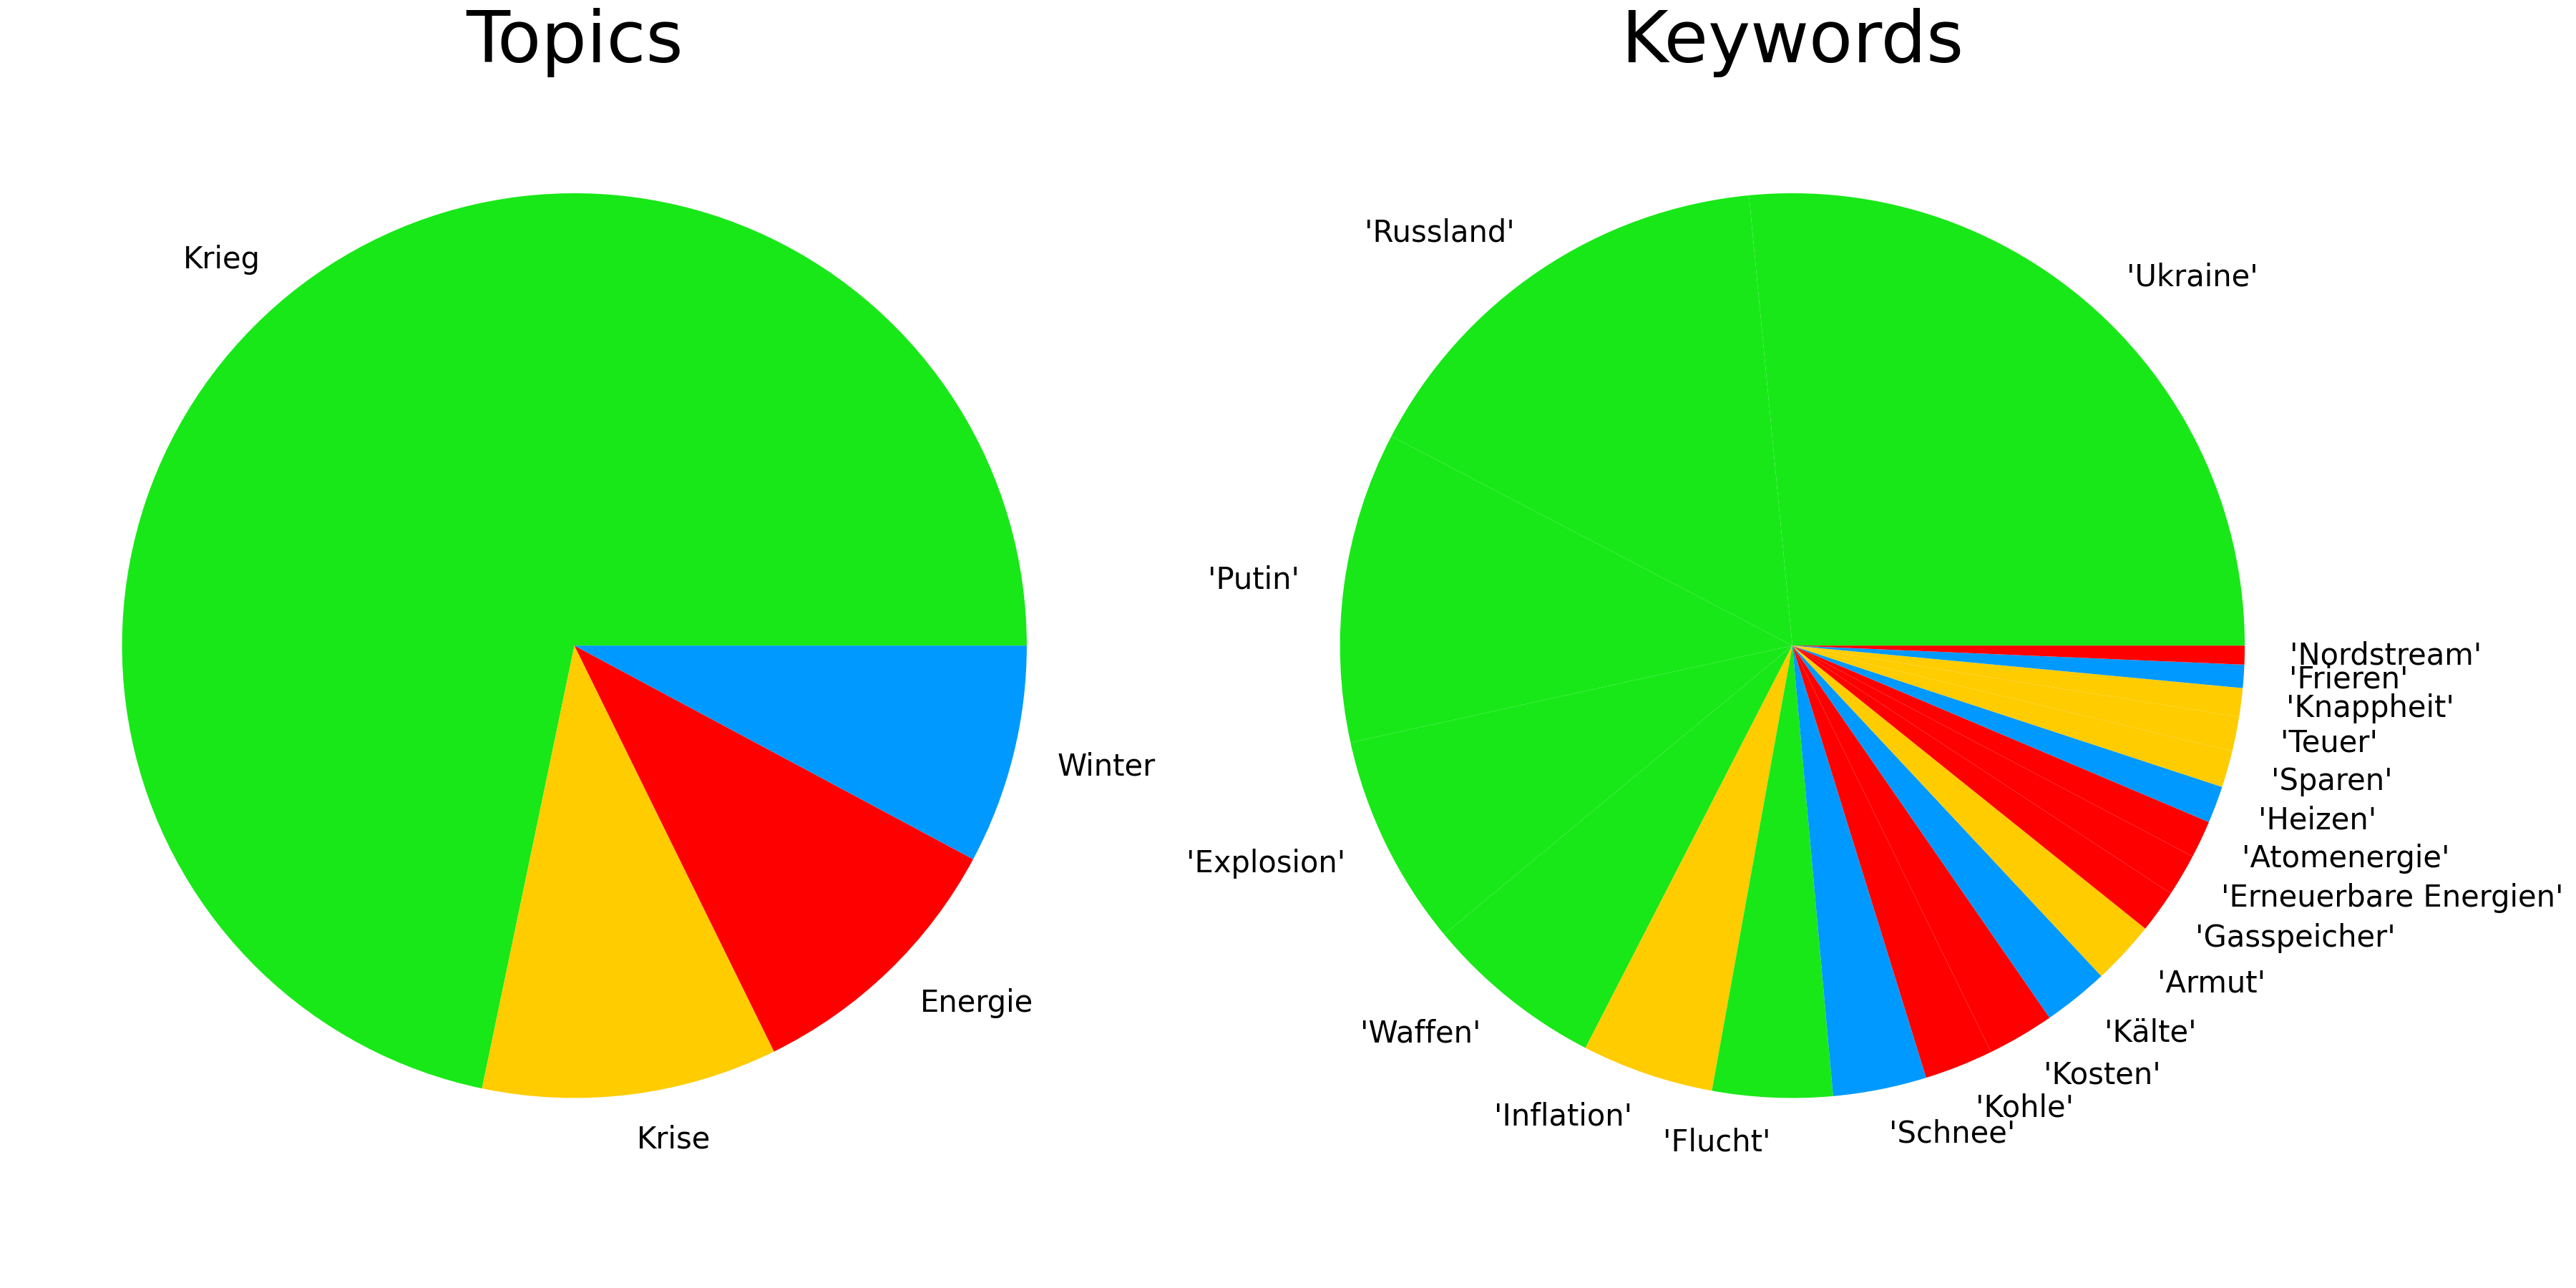 Topics
Krieg
Krise
Energie
Winter
Keywords
'Ukraine'
'Russland'
'Putin'
'Explosion'
'Waffen'
'Inflation'
'Flucht'
'Schnee'
'Kohle'
'Kosten'
'Kälte'
'Armut'
'Gasspeicher'
'Erneuerbare Energien'
'Atomenergie'
'Heizen'
'Sparen'
'Teuer'
'Knappheit'
'Frieren'
'Nordstream'